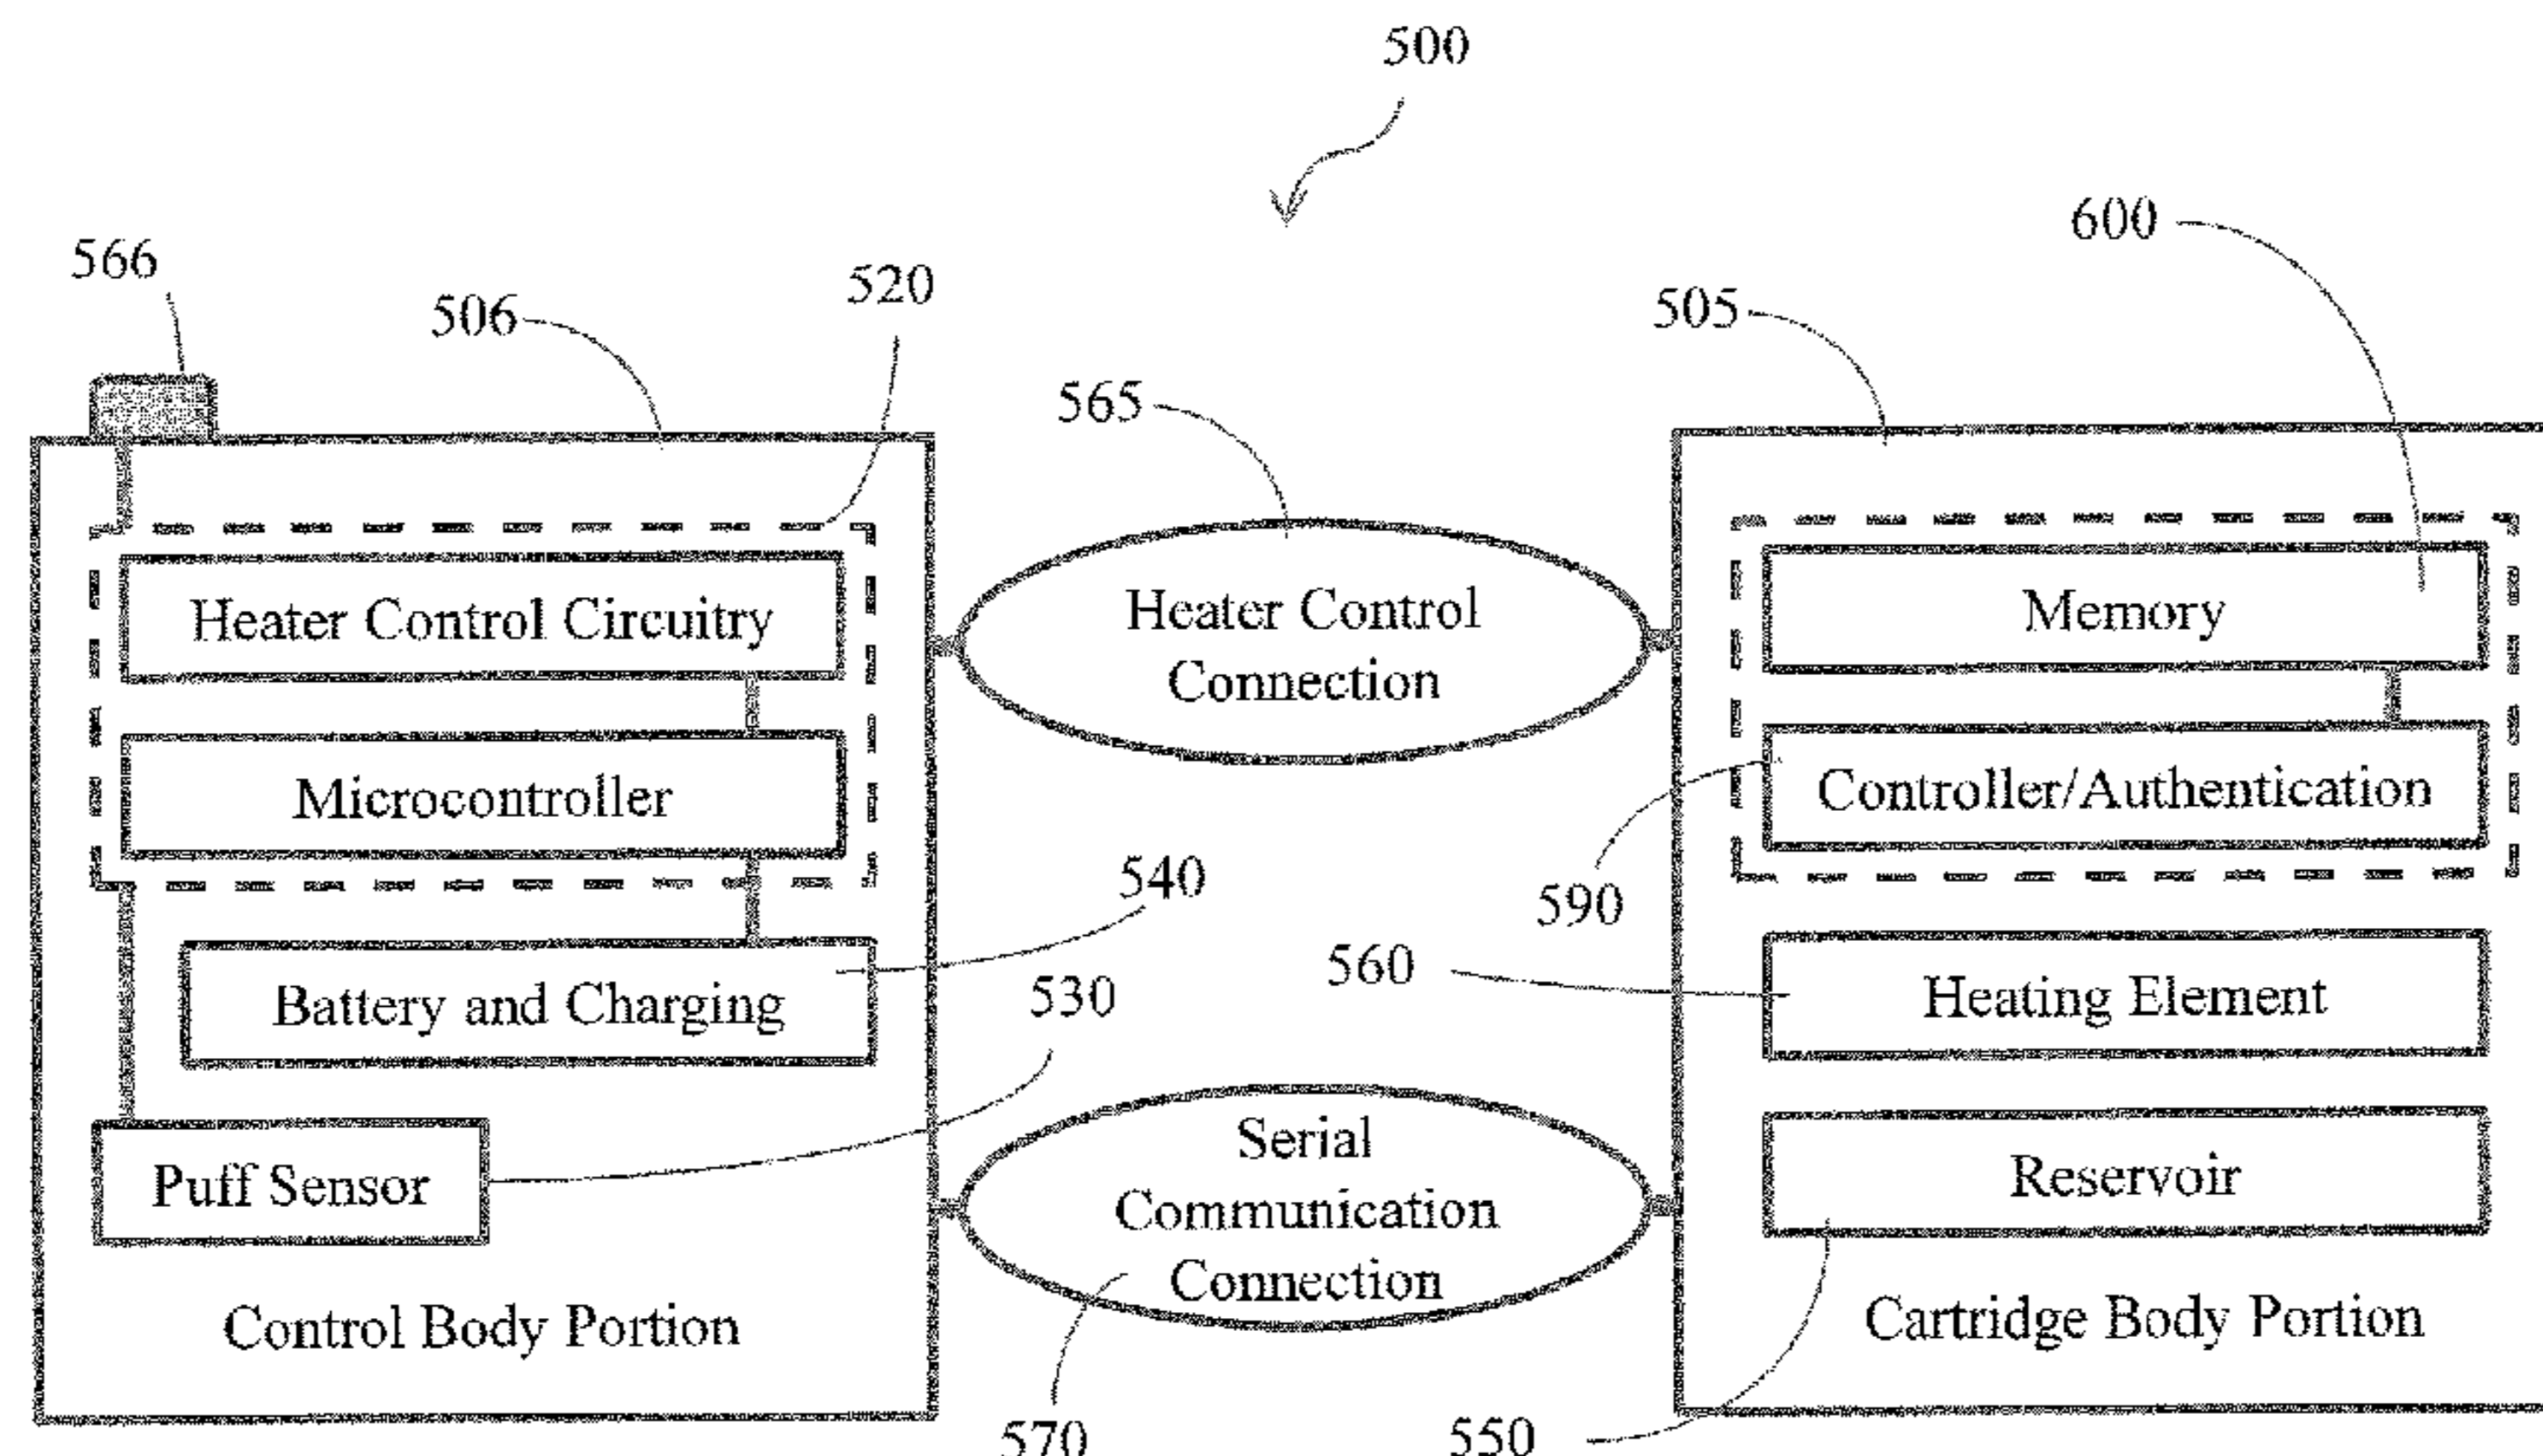 500
600
566
520
506
505
565
Heater Control Circuitry
Heater Control
Connection
Memory
Microcontroller
Controller/Authentication
540
590
560
530
Battery and Charging
Heating Element
Serial
Communication
Connection
Puff Sensor
Reservoir
Control Body Portion
Cartridge Body Portion
570
550